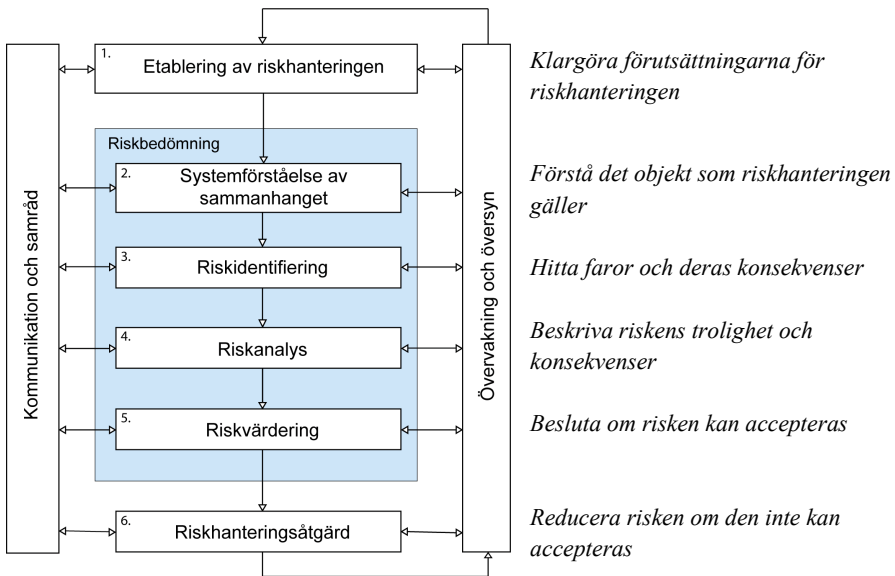 Kommunikation och samråd
1.
Etablering av riskhanteringen
Klargöra förutsättningarna för
riskhanteringen
Riskbedömning
2.
Systemförståelse av
sammanhanget
Förstå det objekt som riskhanteringen
gäller
3.
Riskidentifiering
Hitta faror och deras konsekvenser
4.
Riskanalys
Beskriva riskens trolighet och
konsekvenser
5.
Riskvärdering
Besluta om risken kan accepteras
6.
Riskhanteringsåtgärd
Reducera risken om den inte kan
accepteras
Övervakning och översyn